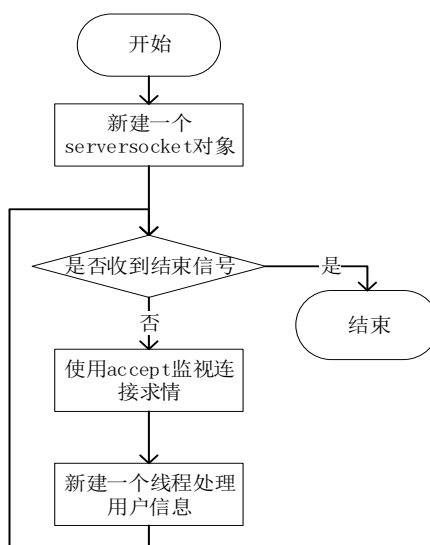 开始
新建一个
serversocket对象
是否收到结束信号
是
否
结束
使用accept监视连
接求情
新建一个线程处理
用户信息